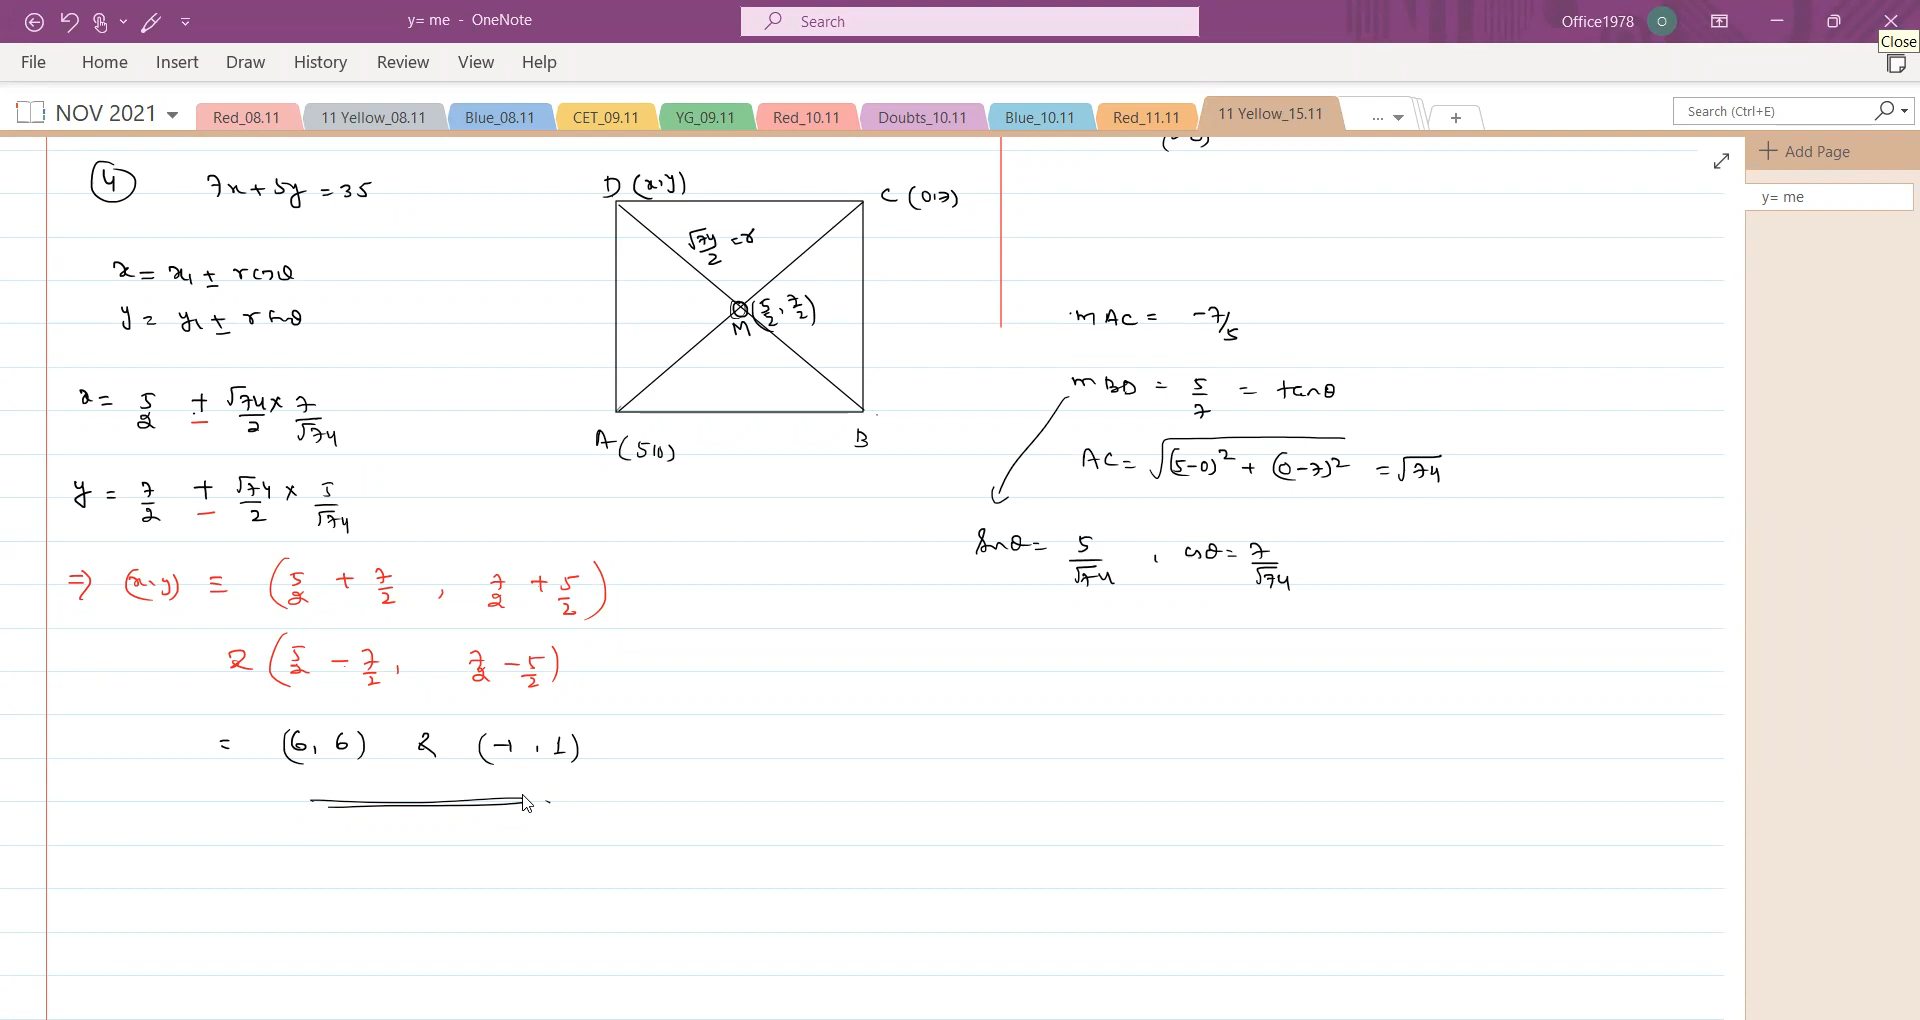 y= me - OneNote
Search
Office1978
O
Close
File Home Insert Draw History Review View Help
NOV 2021
Red_08.11
11 Yellow_08.11
Blue_08.11
CET_09.11
YG_09.11
Red_10.11
Doubts_10.11
Blue_10.11
Red_11.11
11 Yellow_15.11
...
+
Search (Ctrl+E)
Add Page
y= me
④ 7x + 5y = 35
x = x₁ ± r cosθ
y = y₁ ± r sinθ
x = 5/2 ± √74/2 × 7/√74
y = 7/2 ± √74/2 × 5/√74
⇒ (x,y) ≡ (5/2 + 7/2 , 7/2 + 5/2)
& (5/2 - 7/2 , 7/2 - 5/2)
= (6, 6) & (-1, 1)
D (x,y)
C (0,7)
√74/2 = r
(5/2, 7/2)
M
A (5,0)
B
mAC = -7/5
mBD = 5/7 = tanθ
AC = √((5-0)² + (0-7)²) = √74
Sinθ = 5/√74 , cosθ = 7/√74